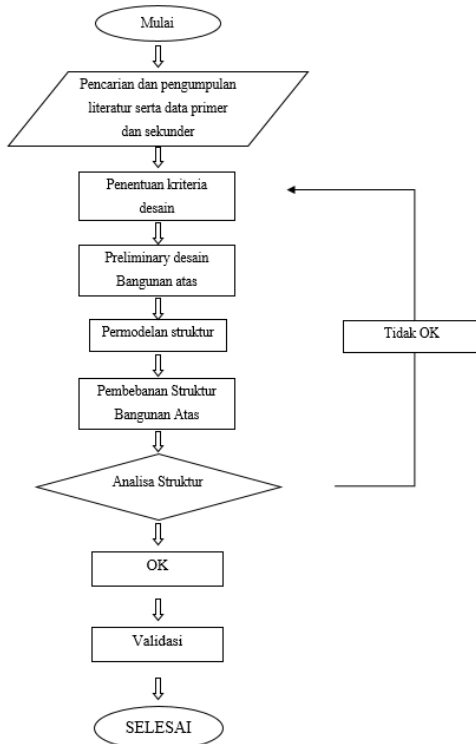 Mulai
Pencarian dan pengumpulan
literatur serta data primer
dan sekunder
Penentuan kriteria
desain
Preliminary desain
Bangunan atas
Permodelan struktur
Tidak OK
Pembebanan Struktur
Bangunan Atas
Analisa Struktur
OK
Validasi
SELESAI